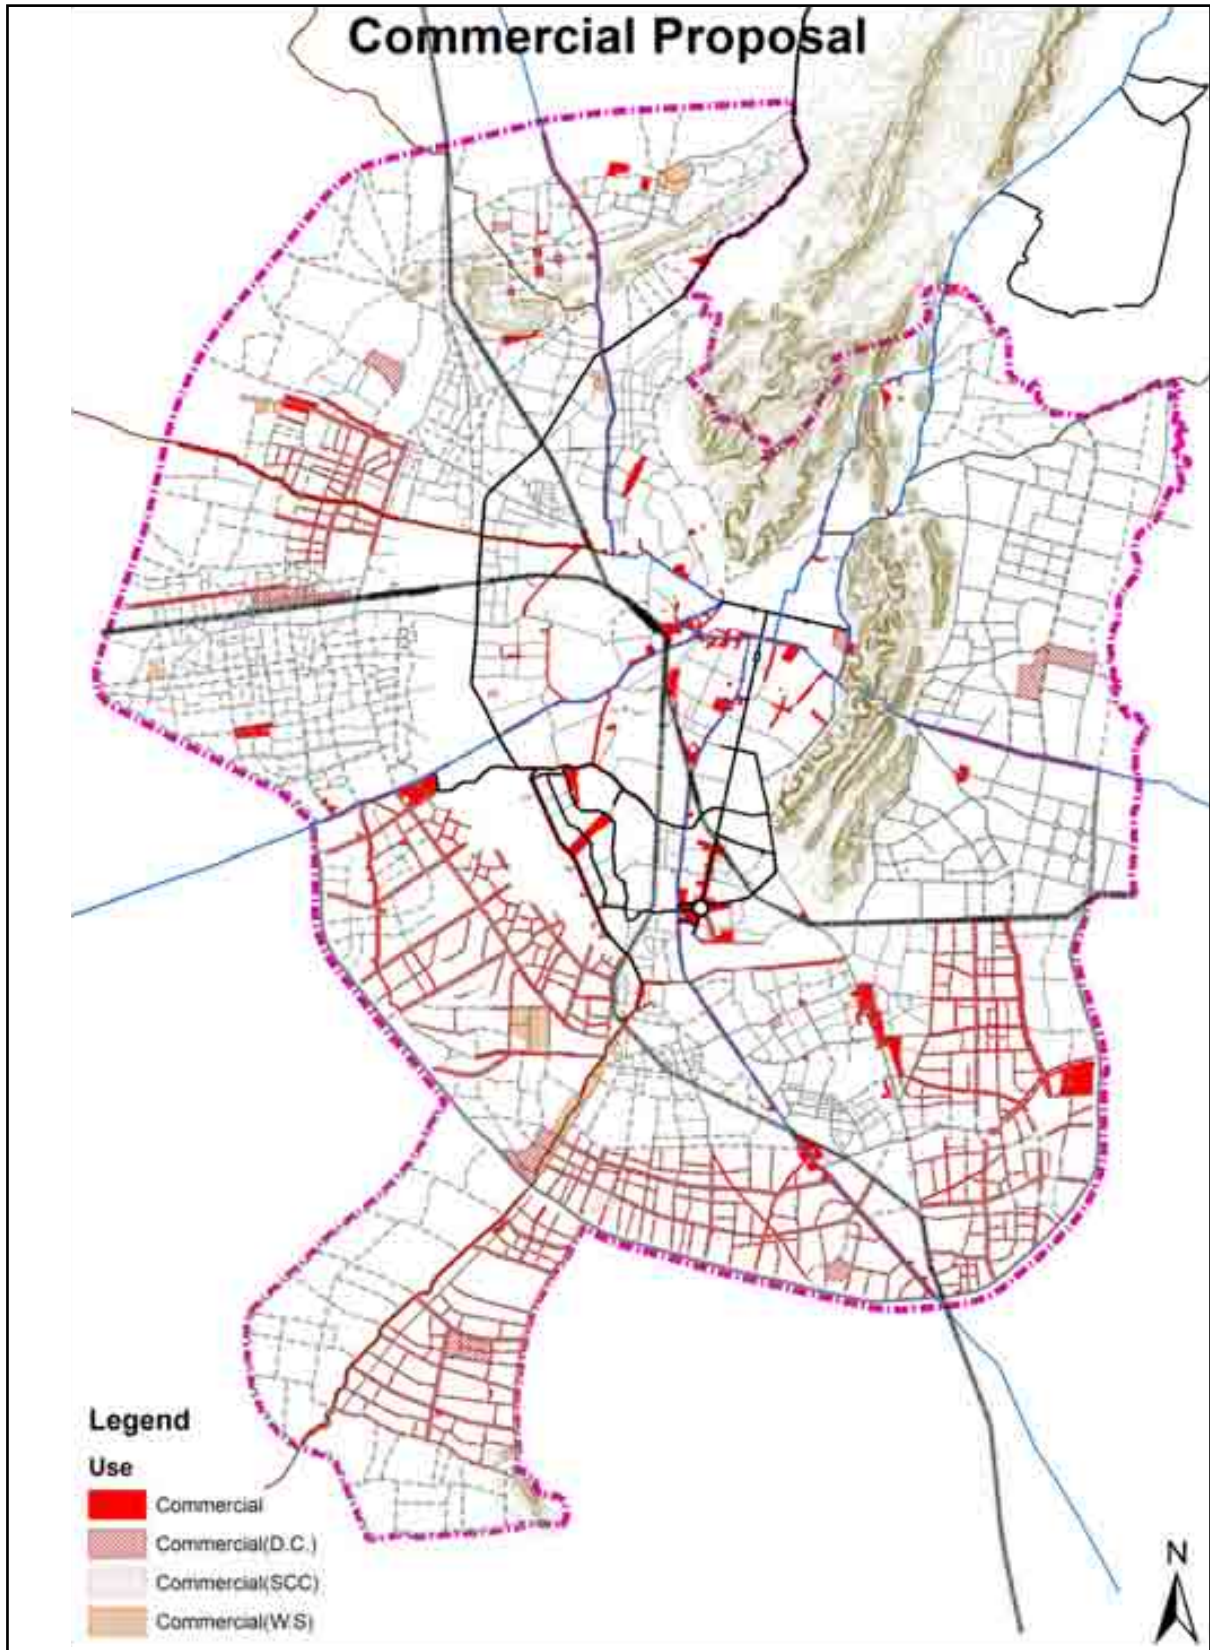 Commercial Proposal
Legend
Use
Commercial
Commercial(D.C.)
Commercial(SCC)
Commercial(W.S)
N